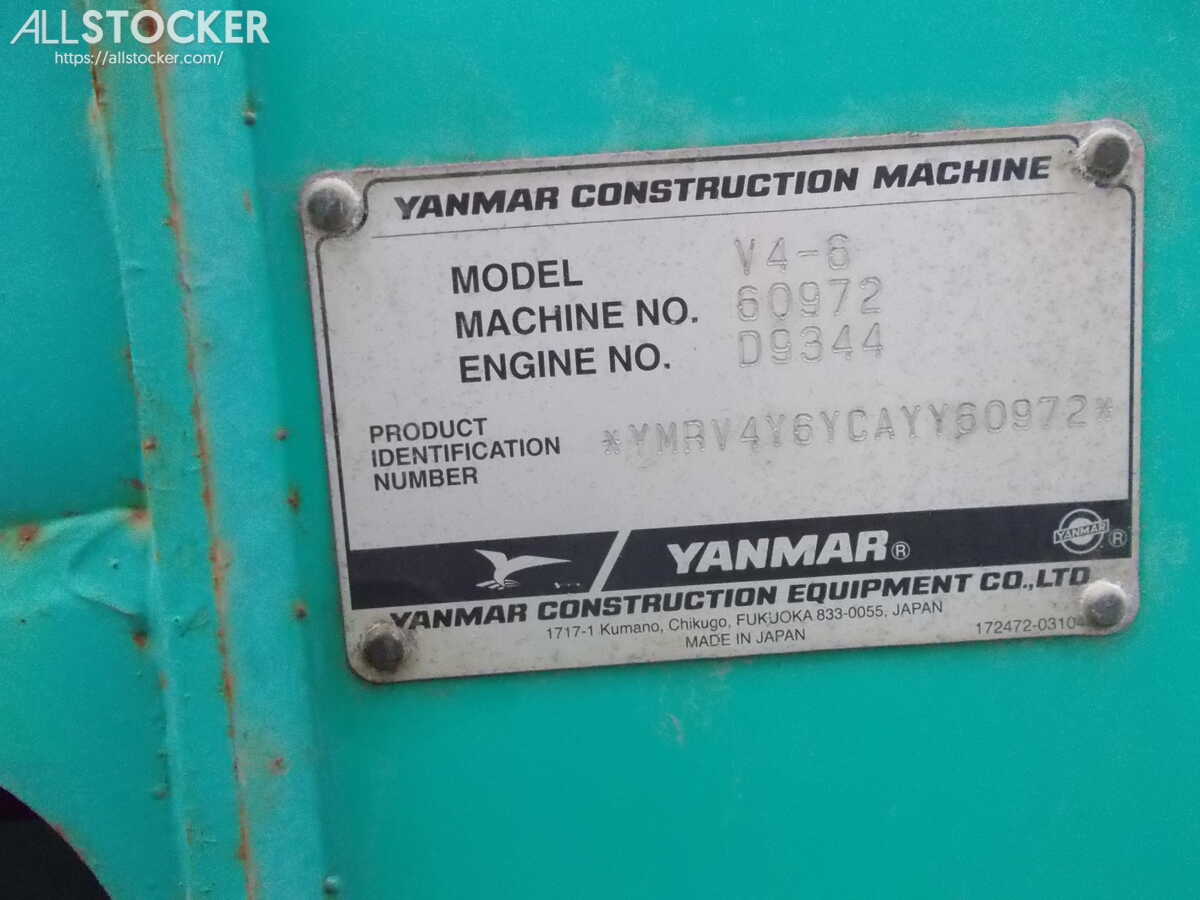 ALLSTOCKER
https://allstocker.com/
YANMAR CONSTRUCTION MACHINE
MODEL V4-6
MACHINE NO. 60972
ENGINE NO. D9344
PRODUCT
IDENTIFICATION
NUMBER
*YMRV4Y6YCAYY60972*
YANMAR®
YANMAR ®
YANMAR CONSTRUCTION EQUIPMENT CO.,LTD
1717-1 Kumano, Chikugo, FUKUOKA 833-0055, JAPAN
MADE IN JAPAN
172472-03104